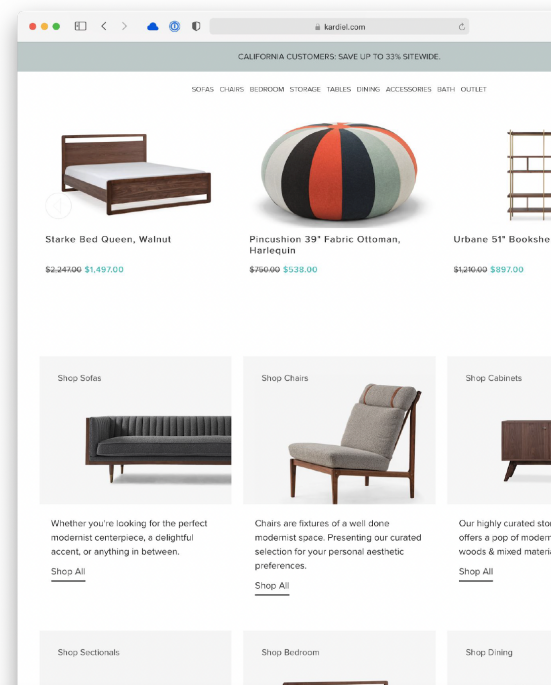 kardiel.com
CALIFORNIA CUSTOMERS: SAVE UP TO 33% SITEWIDE.
SOFAS CHAIRS BEDROOM STORAGE TABLES DINING ACCESSORIES BATH OUTLET
Starke Bed Queen, Walnut
$2,247.00 $1,497.00
Pincushion 39" Fabric Ottoman,
Harlequin
$750.00 $538.00
Urbane 51" Bookshe
$1,210.00 $897.00
Shop Sofas
Whether you're looking for the perfect
modernist centerpiece, a delightful
accent, or anything in between.
Shop All
Shop Chairs
Chairs are fixtures of a well done
modernist space. Presenting our curated
selection for your personal aesthetic
preferences.
Shop All
Shop Cabinets
Our highly curated sto
offers a pop of modern
woods & mixed materia
Shop All
Shop Sectionals
Shop Bedroom
Shop Dining